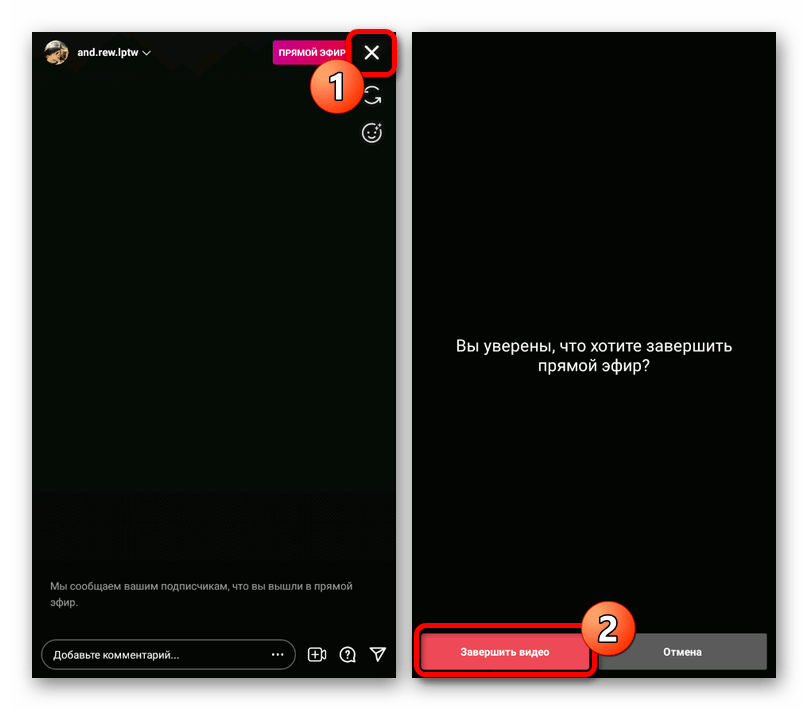 and.rew.lptw
ПРЯМОЙ ЭФИР
1
Мы сообщаем вашим подписчикам, что вы вышли в прямой
эфир.
Добавьте комментарий...
Вы уверены, что хотите завершить
прямой эфир?
2
Завершить видео
Отмена